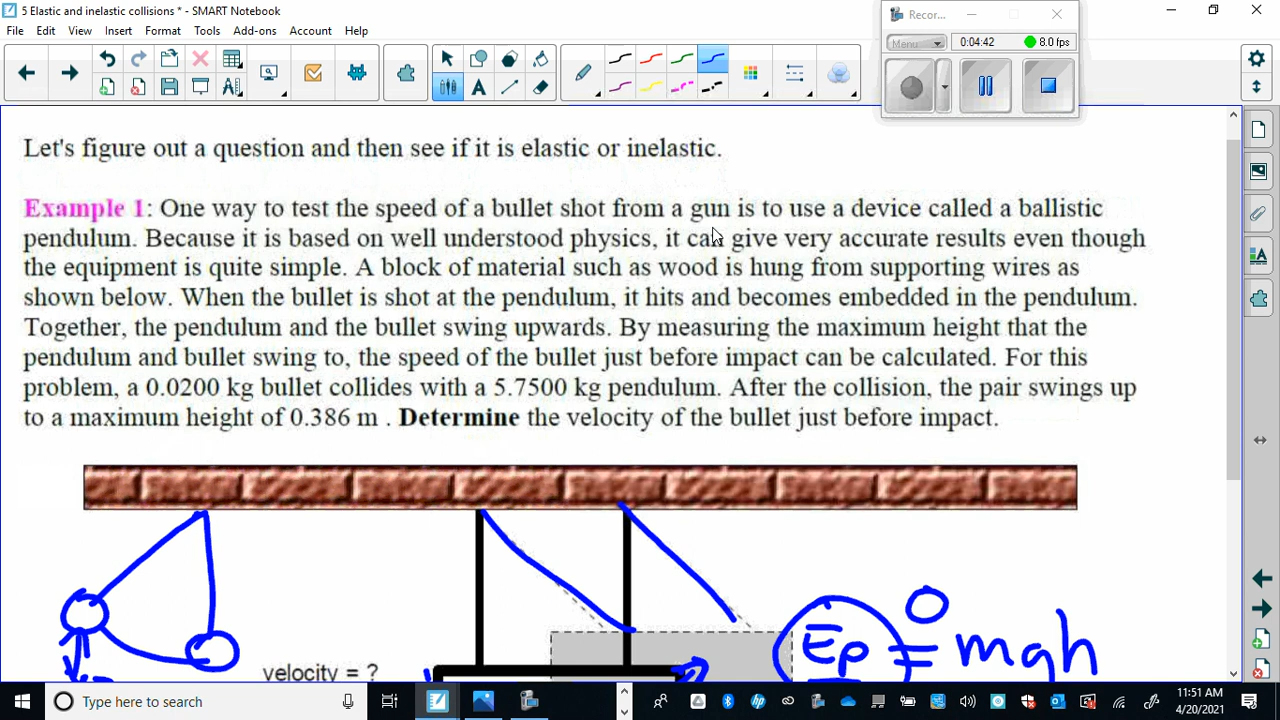 5 Elastic and inelastic collisions * - SMART Notebook
File Edit View Insert Format Tools Add-ons Account Help
Recor...
Menu
0:04:42
8.0 fps
Let's figure out a question and then see if it is elastic or inelastic.
Example 1: One way to test the speed of a bullet shot from a gun is to use a device called a ballistic
pendulum. Because it is based on well understood physics, it can give very accurate results even though
the equipment is quite simple. A block of material such as wood is hung from supporting wires as
shown below. When the bullet is shot at the pendulum, it hits and becomes embedded in the pendulum.
Together, the pendulum and the bullet swing upwards. By measuring the maximum height that the
pendulum and bullet swing to, the speed of the bullet just before impact can be calculated. For this
problem, a 0.0200 kg bullet collides with a 5.7500 kg pendulum. After the collision, the pair swings up
to a maximum height of 0.386 m . Determine the velocity of the bullet just before impact.
0
Ep = mgh
velocity = ?
Type here to search
11:51 AM
4/20/2021